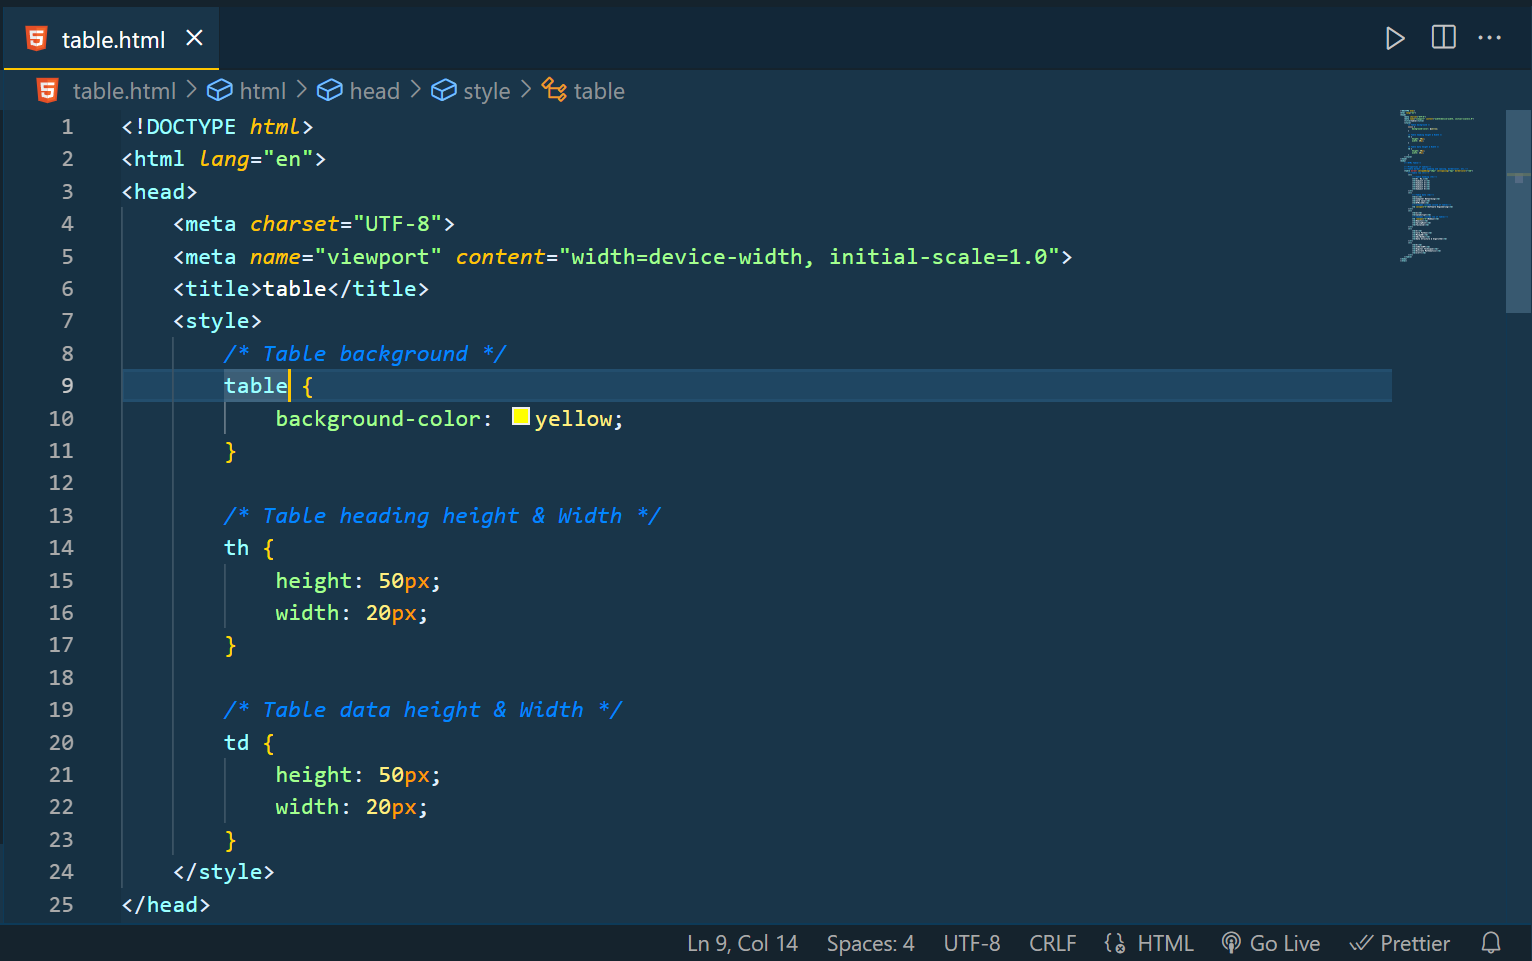 table.html
table.html > html > head > style > table
1 <!DOCTYPE html>
2 <html lang="en">
3 <head>
4     <meta charset="UTF-8">
5     <meta name="viewport" content="width=device-width, initial-scale=1.0">
6     <title>table</title>
7     <style>
8         /* Table background */
9         table {
10             background-color: yellow;
11         }
12
13         /* Table heading height & Width */
14         th {
15             height: 50px;
16             width: 20px;
17         }
18
19         /* Table data height & Width */
20         td {
21             height: 50px;
22             width: 20px;
23         }
24     </style>
25 </head>
Ln 9, Col 14 Spaces: 4 UTF-8 CRLF HTML Go Live Prettier